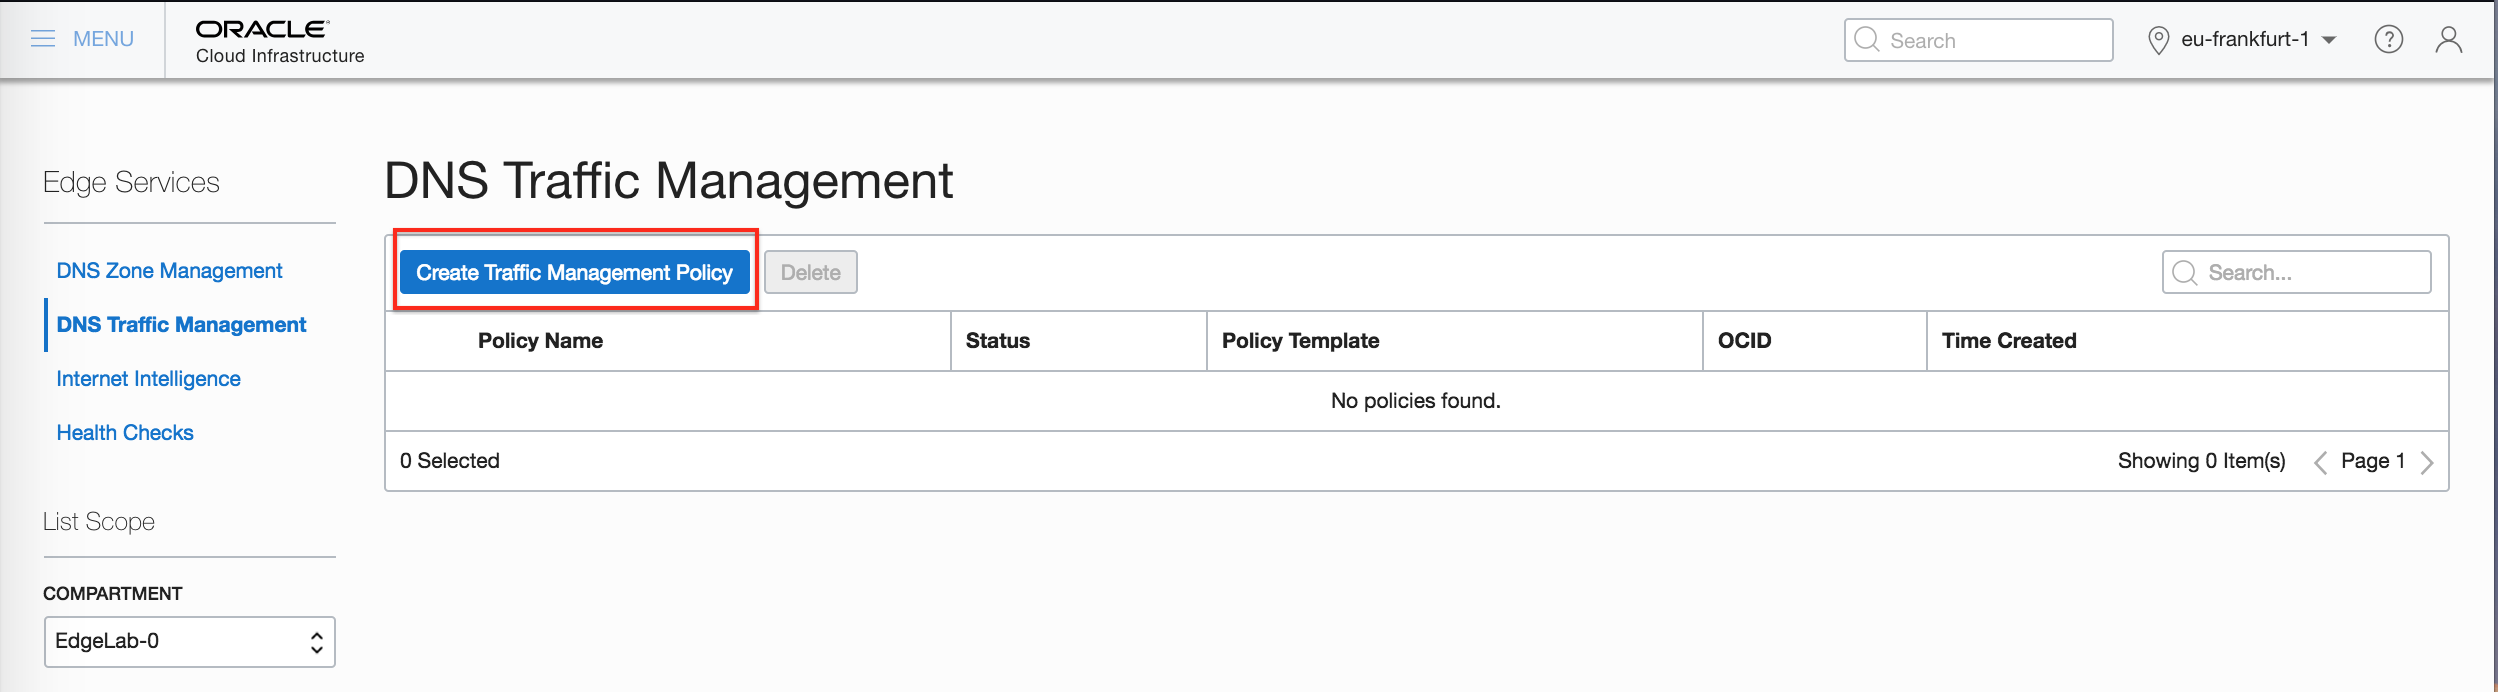 MENU
ORACLE
Cloud Infrastructure
Search
eu-frankfurt-1
?
Edge Services
DNS Zone Management
DNS Traffic Management
Internet Intelligence
Health Checks
List Scope
COMPARTMENT
EdgeLab-0
DNS Traffic Management
Create Traffic Management Policy Delete Search...
Policy Name Status Policy Template OCID Time Created
No policies found.
0 Selected Showing 0 Item(s) Page 1